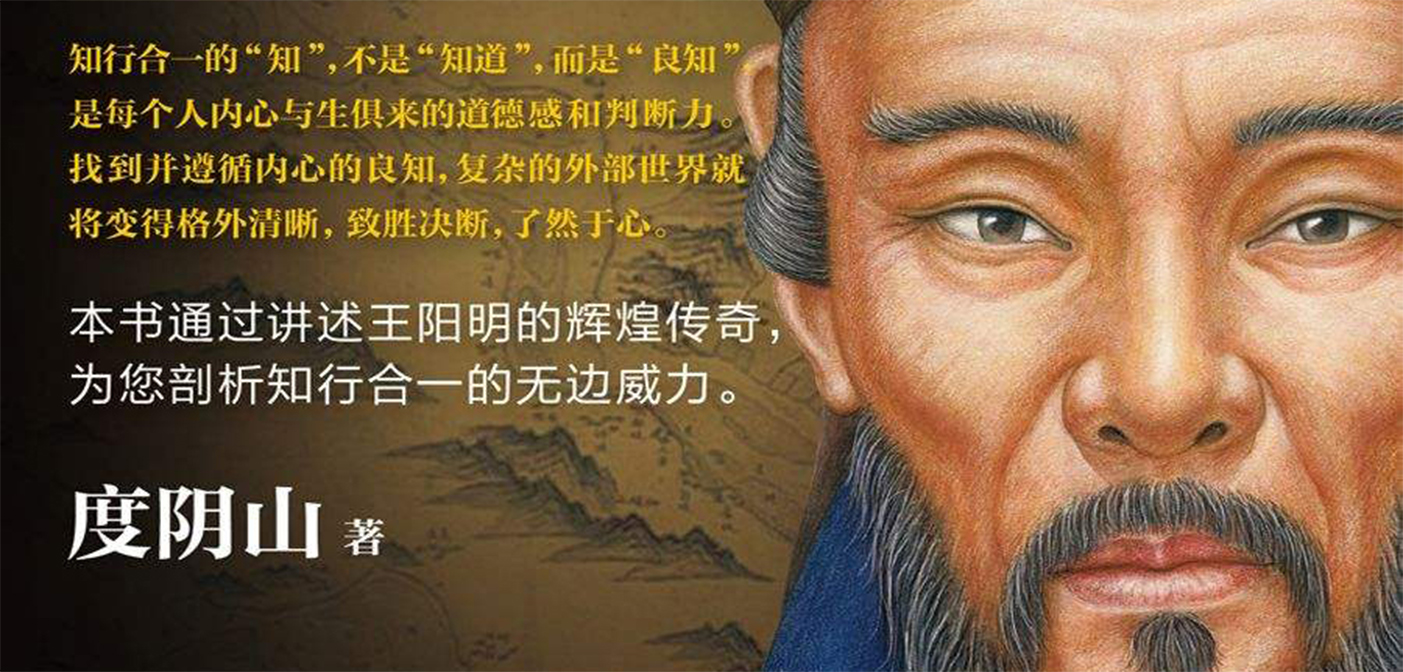 知行合一的“知”,不是“知道”,而是“良知”
是每个人内心与生俱来的道德感和判断力。
找到并遵循内心的良知,复杂的外部世界就
将变得格外清晰,致胜决断,了然于心。
本书通过讲述王阳明的辉煌传奇,
为您剖析知行合一的无边威力。
度阴山 著